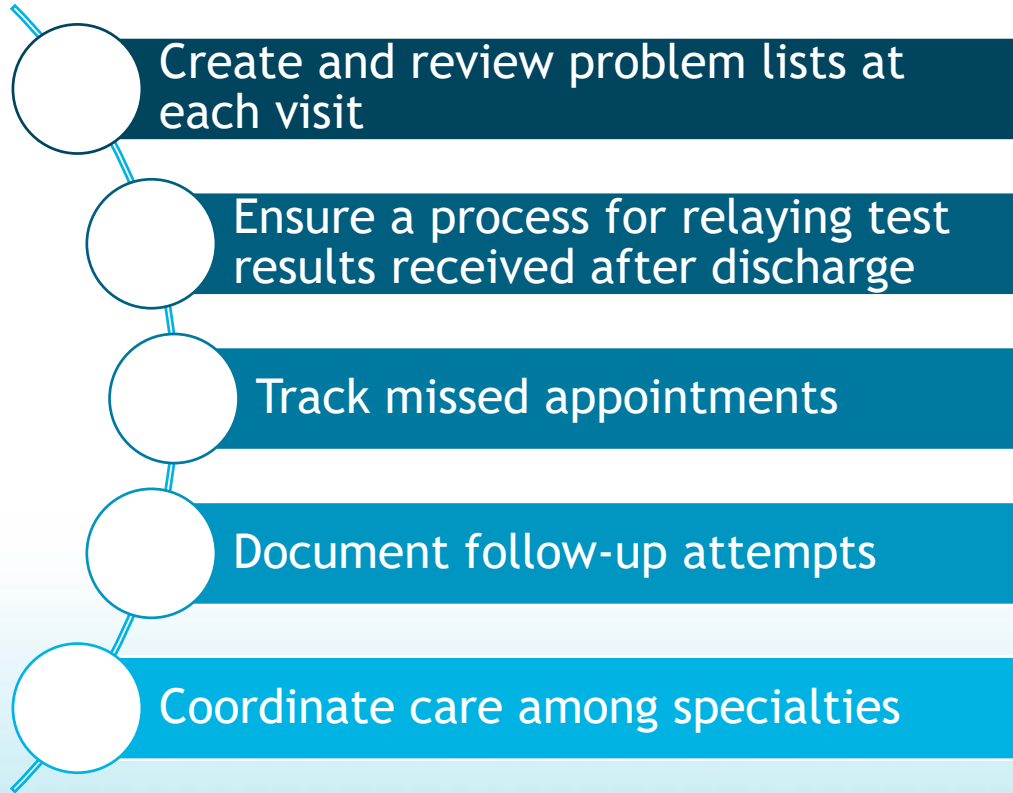 Create and review problem lists at
each visit
Ensure a process for relaying test
results received after discharge
Track missed appointments
Document follow-up attempts
Coordinate care among specialties